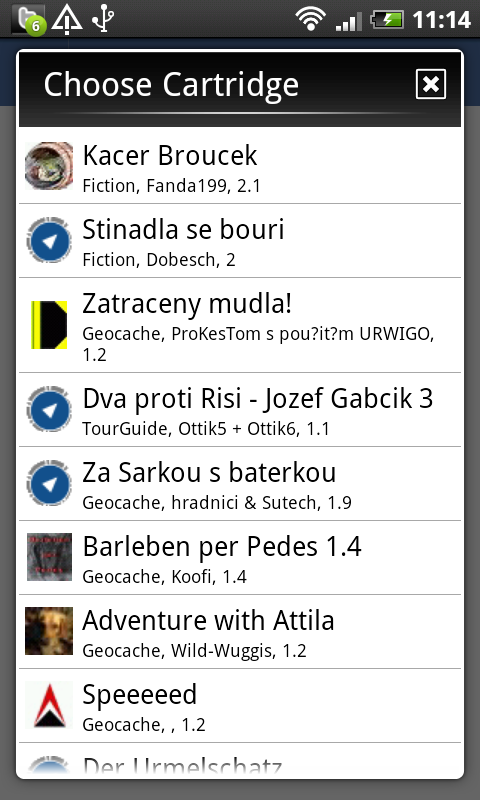 6
11:14
Choose Cartridge
Kacer Broucek
Fiction, Fanda199, 2.1
Stinadla se bouri
Fiction, Dobesch, 2
Zatraceny mudla!
Geocache, ProKesTom s pou?it?m URWIGO,
1.2
Dva proti Risi - Jozef Gabcik 3
TourGuide, Ottik5 + Ottik6, 1.1
Za Sarkou s baterkou
Geocache, hradnici & Sutech, 1.9
Barleben per Pedes 1.4
Geocache, Koofi, 1.4
Adventure with Attila
Geocache, Wild-Wuggis, 1.2
Speeeeed
Geocache, , 1.2
Der Urmelschatz